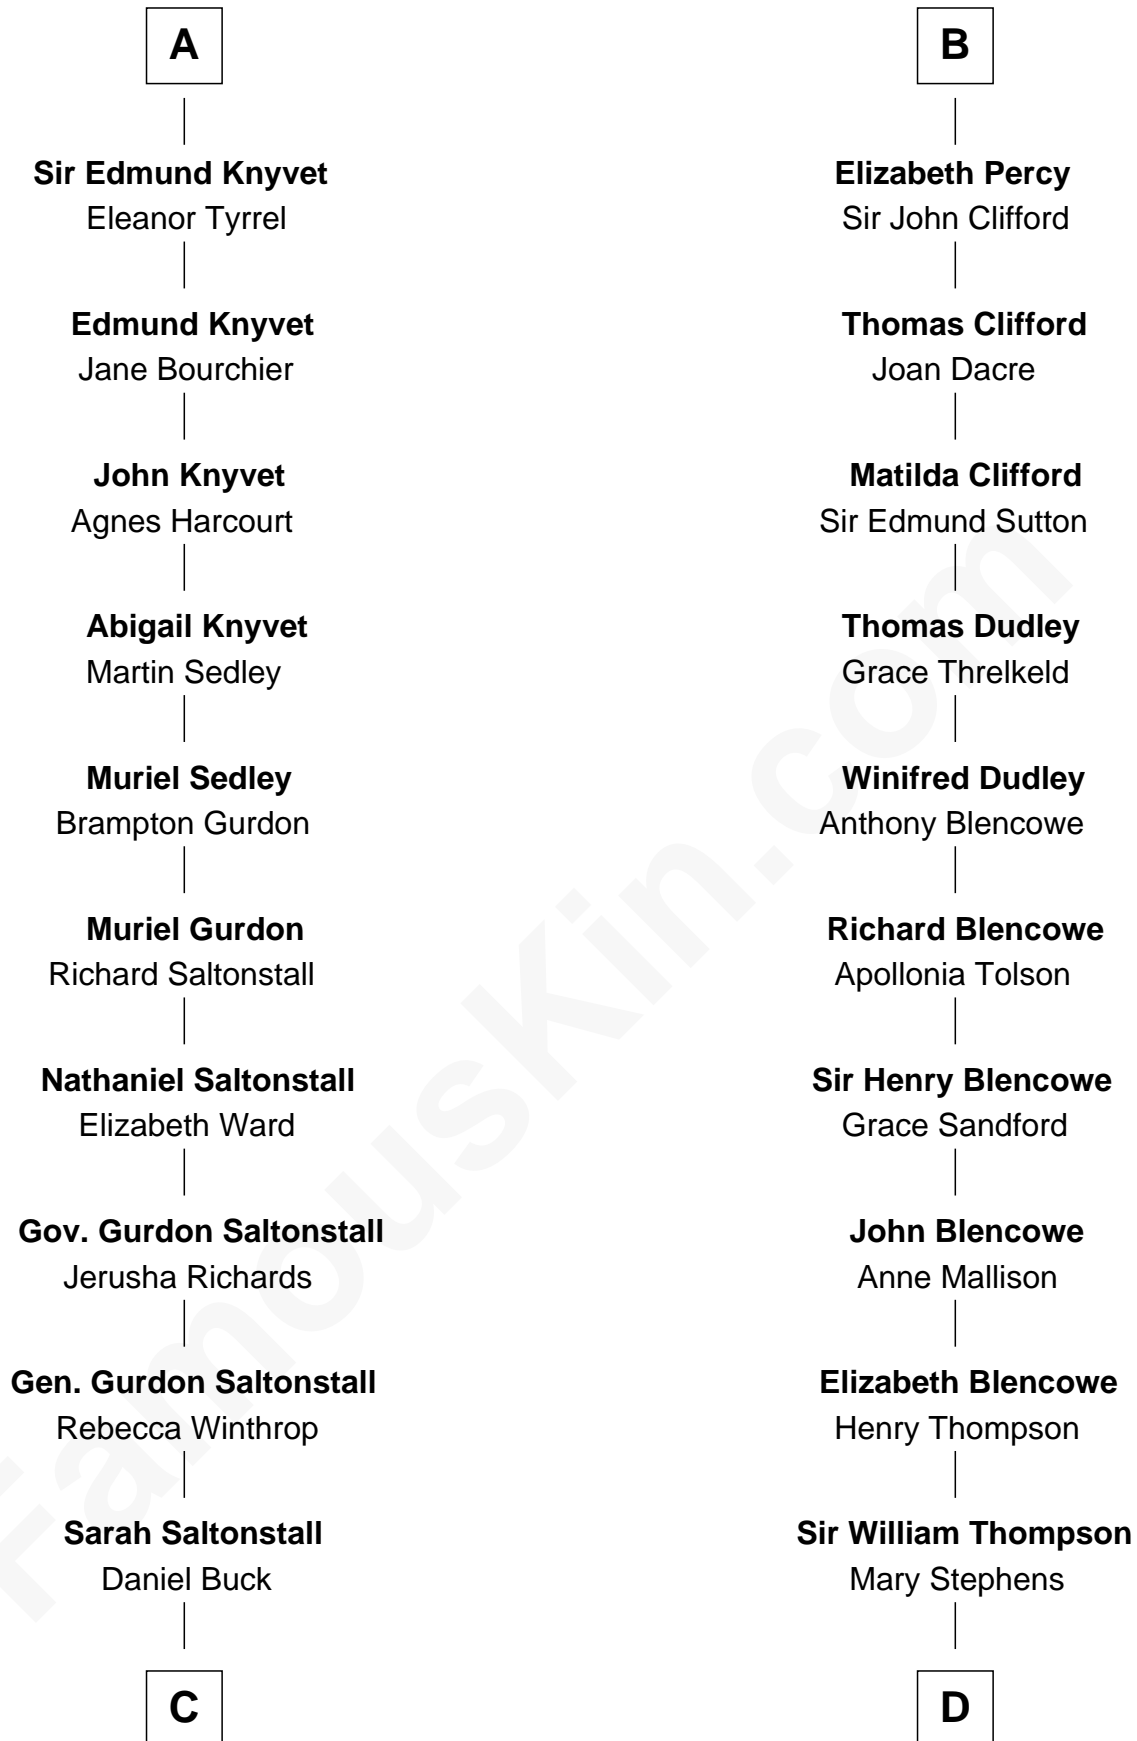 A
Sir Edmund Knyvet
Eleanor Tyrrel
Edmund Knyvet
Jane Bourchier
John Knyvet
Agnes Harcourt
Abigail Knyvet
Martin Sedley
Muriel Sedley
Brampton Gurdon
Muriel Gurdon
Richard Saltonstall
Nathaniel Saltonstall
Elizabeth Ward
Gov. Gurdon Saltonstall
Jerusha Richards
Gen. Gurdon Saltonstall
Rebecca Winthrop
Sarah Saltonstall
Daniel Buck
C
B
Elizabeth Percy
Sir John Clifford
Thomas Clifford
Joan Dacre
Matilda Clifford
Sir Edmund Sutton
Thomas Dudley
Grace Threlkeld
Winifred Dudley
Anthony Blencowe
Richard Blencowe
Apollonia Tolson
Sir Henry Blencowe
Grace Sandford
John Blencowe
Anne Mallison
Elizabeth Blencowe
Henry Thompson
Sir William Thompson
Mary Stephens
D
FamousKin.com